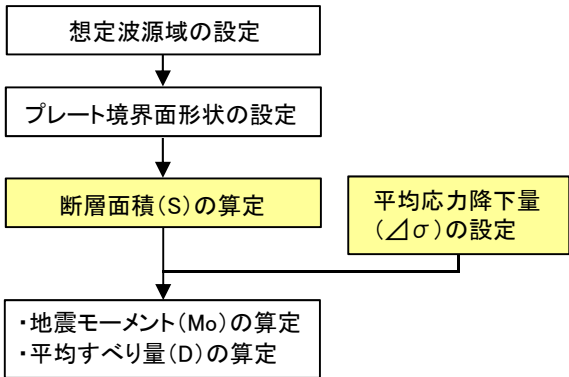 想定波源域の設定
プレート境界面形状の設定
断層面積(S)の算定
平均応力降下量
(⊿σ)の設定
・地震モーメント(Mo)の算定
・平均すべり量(D)の算定